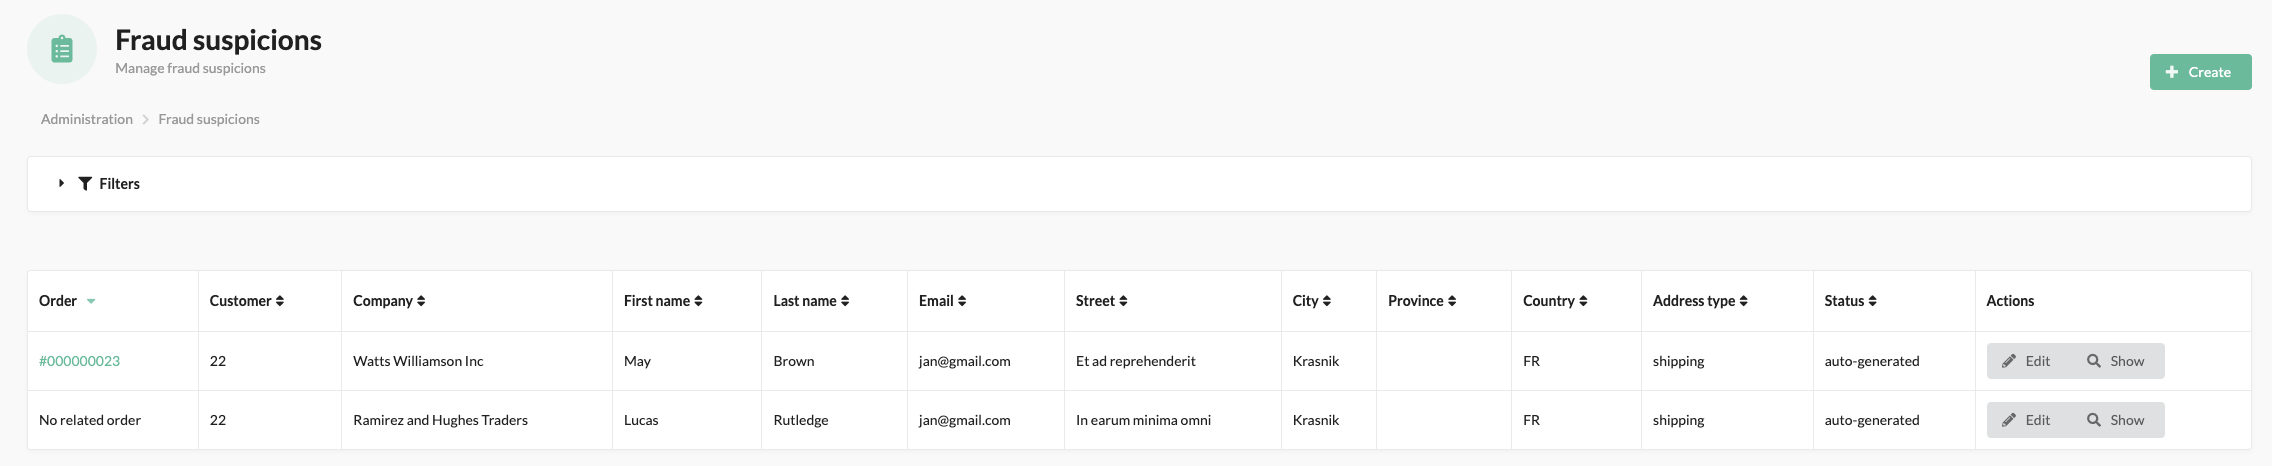 Fraud suspicions
Manage fraud suspicions
Create
Administration Fraud suspicions
Filters
Order Customer Company First name Last name Email Street City Province Country Address type Status Actions
#000000023 22 Watts Williamson Inc May Brown jan@gmail.com Et ad reprehenderit Krasnik FR shipping auto-generated Edit Show
No related order 22 Ramirez and Hughes Traders Lucas Rutledge jan@gmail.com In earum minima omni Krasnik FR shipping auto-generated Edit Show